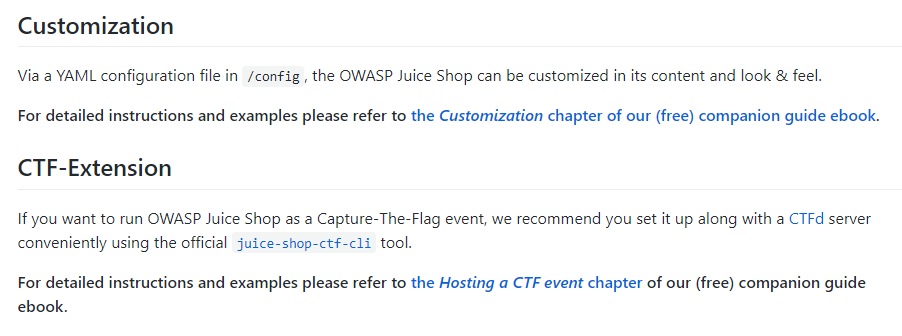 Customization
Via a YAML configuration file in /config, the OWASP Juice Shop can be customized in its content and look & feel.
For detailed instructions and examples please refer to the Customization chapter of our (free) companion guide ebook.
CTF-Extension
If you want to run OWASP Juice Shop as a Capture-The-Flag event, we recommend you set it up along with a CTFd server
conveniently using the official juice-shop-ctf-cli tool.
For detailed instructions and examples please refer to the Hosting a CTF event chapter of our (free) companion guide
ebook.